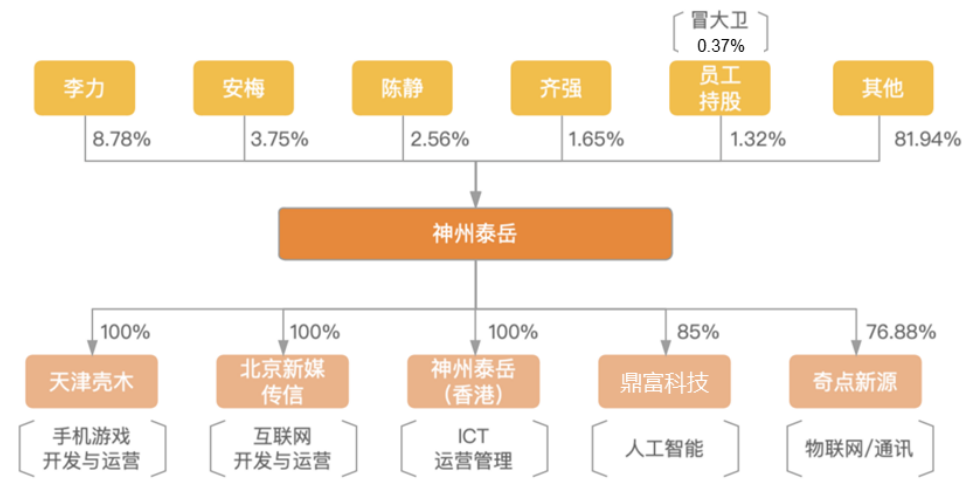 冒大卫
0.37%
李力
安梅
陈静
齐强
员工
持股
其他
8.78%
3.75%
2.56%
1.65%
1.32%
81.94%
神州泰岳
100%
100%
100%
85%
76.88%
天津壳木
北京新媒
传信
神州泰岳
（香港）
鼎富科技
奇点新源
手机游戏
开发与运营
互联网
开发与运营
ICT
运营管理
人工智能
物联网/通讯